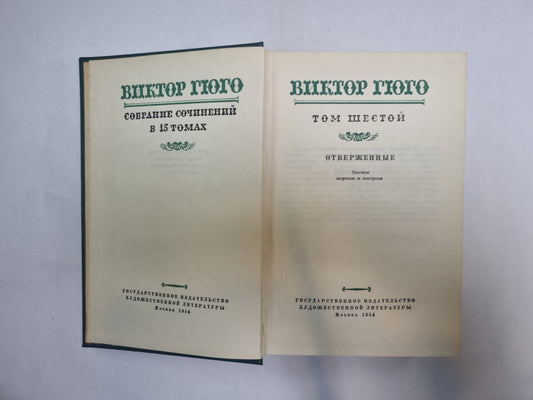 ВИКТОР ГЮГО
СОБРАНИЕ СОЧИНЕНИЙ
В 15 ТОМАХ
ГОСУДАРСТВЕННОЕ ИЗДАТЕЛЬСТВО
ХУДОЖЕСТВЕННОЙ ЛИТЕРАТУРЫ
Москва 1954
ВИКТОР ГЮГО
ТОМ ШЕСТОЙ
ОТВЕРЖЕННЫЕ
Части
первая и вторая
ГОСУДАРСТВЕННОЕ ИЗДАТЕЛЬСТВО
ХУДОЖЕСТВЕННОЙ ЛИТЕРАТУРЫ
Москва 1954